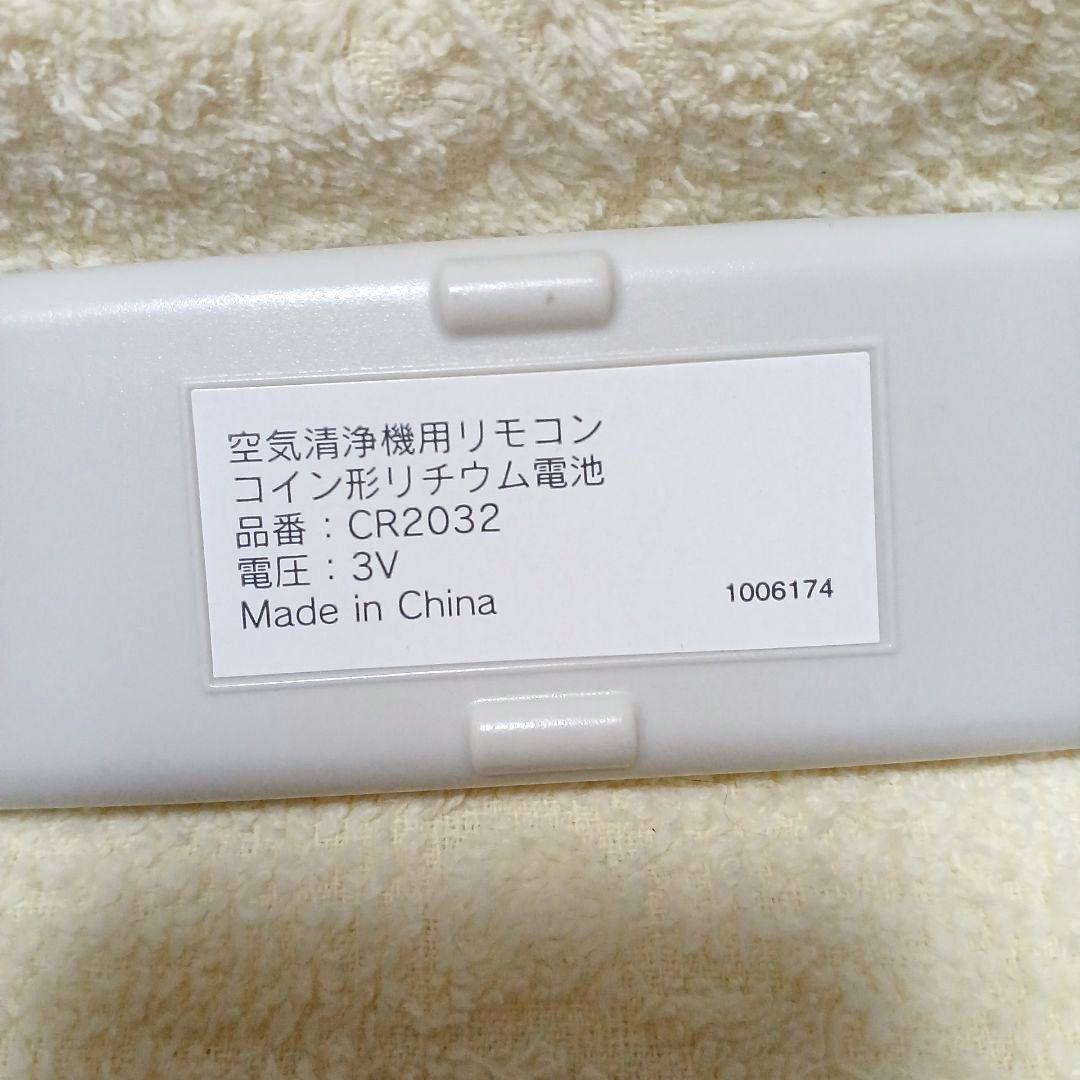 空気清浄機用リモコン
コイン形リチウム電池
品番：CR2032
電圧：3V
Made in China
1006174